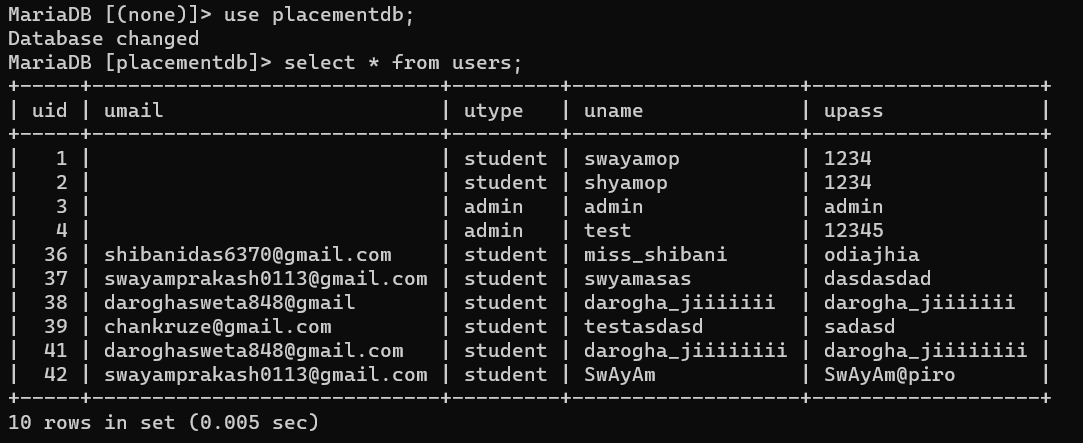 MariaDB [(none)]> use placementdb;
Database changed
MariaDB [placementdb]> select * from users;
+-----+-----------------------------+---------+-------------------+-------------------+
| uid | umail                       | utype   | uname             | upass             |
+-----+-----------------------------+---------+-------------------+-------------------+
|   1 |                             | student | swayamop          | 1234              |
|   2 |                             | student | shyamop           | 1234              |
|   3 |                             | admin   | admin             | admin             |
|   4 |                             | admin   | test              | 12345             |
|  36 | shibanidas6370@gmail.com    | student | miss_shibani      | odiajhia          |
|  37 | swayamprakash0113@gmail.com | student | swyamasas         | dasdasdad         |
|  38 | daroghasweta848@gmail       | student | darogha_jiiiiiii  | darogha_jiiiiiii  |
|  39 | chankruze@gmail.com         | student | testasdasd        | sadasd            |
|  41 | daroghasweta848@gmail.com   | student | darogha_jiiiiiiii | darogha_jiiiiiiii |
|  42 | swayamprakash0113@gmail.com | student | SwAyAm            | SwAyAm@piro       |
+-----+-----------------------------+---------+-------------------+-------------------+
10 rows in set (0.005 sec)